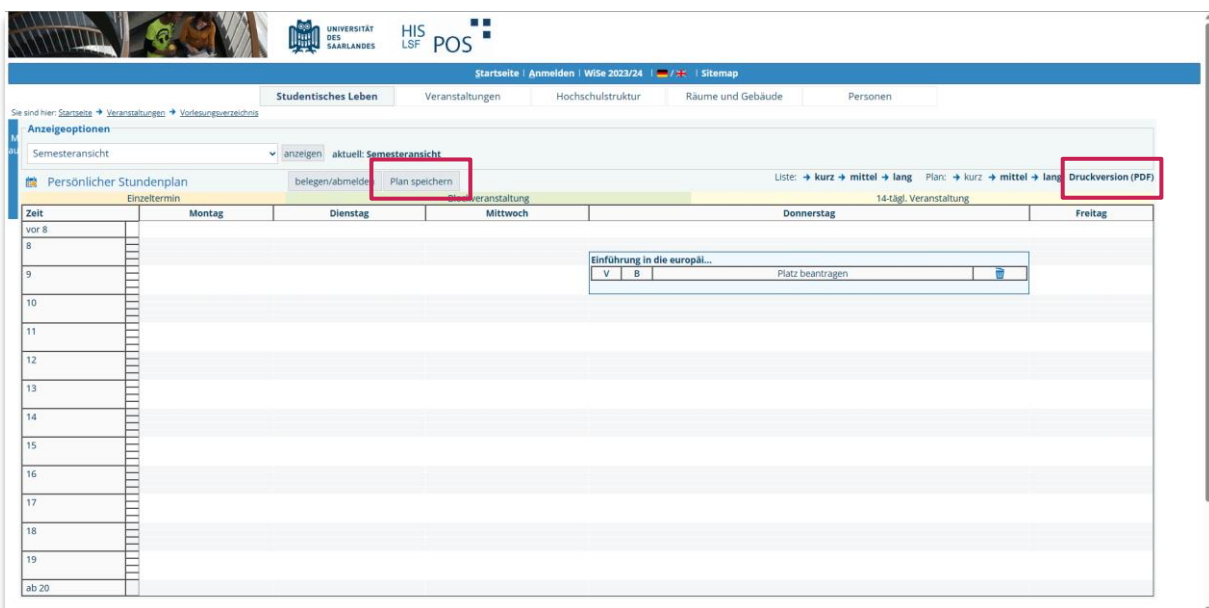 UNIVERSITÄT
DES
SAARLANDES
HIS
LSF POS
Startseite | Anmelden | WiSe 2023/24 | / | Sitemap
Studentisches Leben Veranstaltungen Hochschulstruktur Räume und Gebäude Personen
Sie sind hier: Startseite → Veranstaltungen → Vorlesungsverzeichnis
Anzeigeoptionen
Semesteransicht anzeigen aktuell: Semesteransicht
Persönlicher Stundenplan belegen/abmelden Plan speichern Liste: → kurz → mittel → lang Plan: → kurz → mittel → lang Druckversion (PDF)
Einzeltermin Blockveranstaltung 14-tägl. Veranstaltung
Zeit Montag Dienstag Mittwoch Donnerstag Freitag
vor 8
8
Einführung in die europäi...
9 V B Platz beantragen
10
11
12
13
14
15
16
17
18
19
ab 20